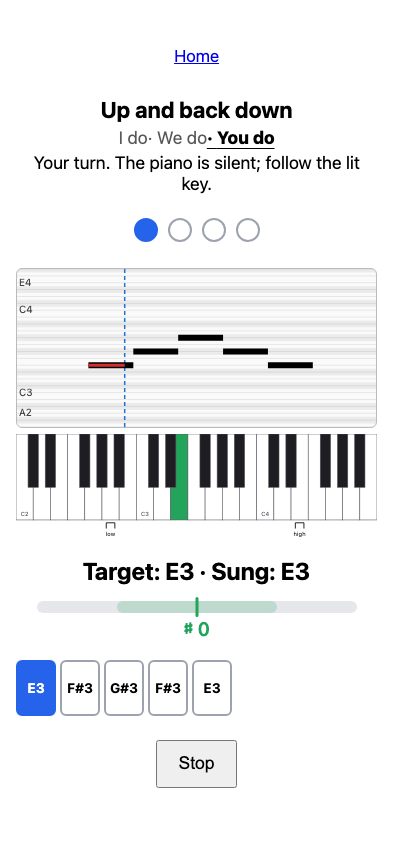 Home
Up and back down
I do· We do· You do
Your turn. The piano is silent; follow the lit
key.
E4
C4
C3
A2
C2
C3
C4
low
high
Target: E3 · Sung: E3
# 0
E3
F#3
G#3
F#3
E3
Stop